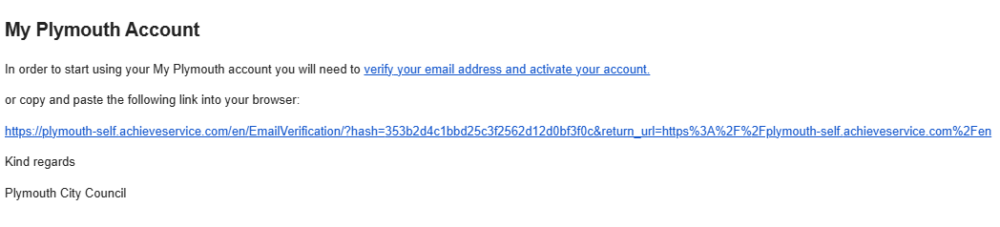 My Plymouth Account
In order to start using your My Plymouth account you will need to verify your email address and activate your account.
or copy and paste the following link into your browser:
https://plymouth-self.achieveservice.com/en/EmailVerification/?hash=353b2d4c1bbd25c3f2562d12d0bf3f0c&return_url=https%3A%2F%2Fplymouth-self.achieveservice.com%2Fen
Kind regards
Plymouth City Council